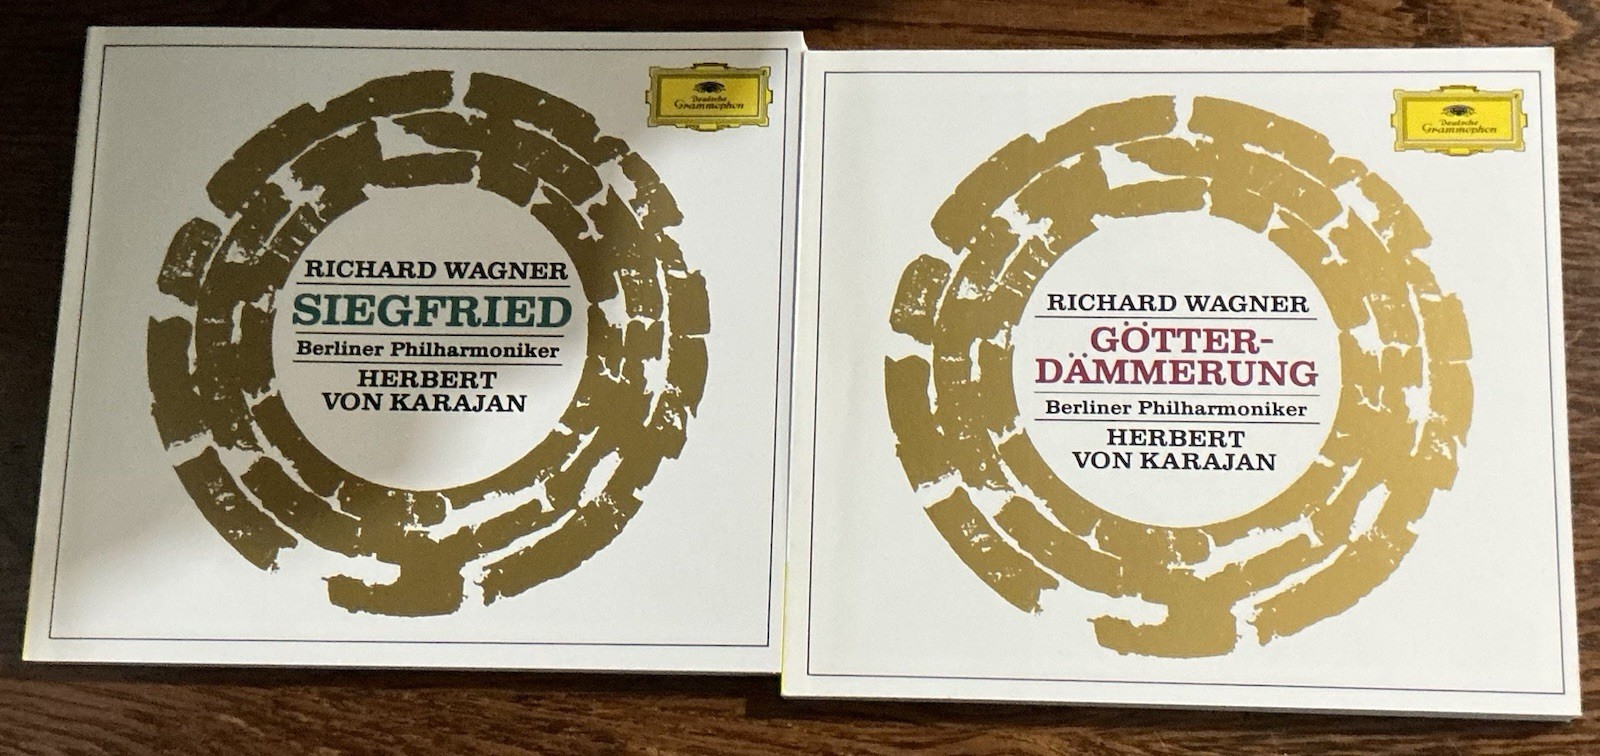 Deutsche
Grammophon
RICHARD WAGNER
SIEGFRIED
Berliner Philharmoniker
HERBERT
VON KARAJAN
Deutsche
Grammophon
RICHARD WAGNER
GÖTTER-
DÄMMERUNG
Berliner Philharmoniker
HERBERT
VON KARAJAN